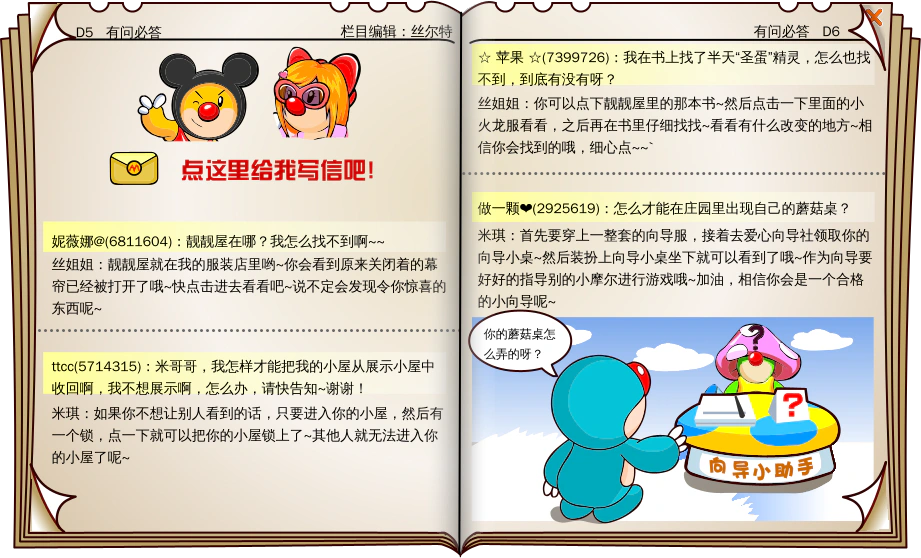 D5 有问必答
栏目编辑：丝尔特
点这里给我写信吧！
妮薇娜@(6811604)：靓靓屋在哪？我怎么找不到啊~~
丝姐姐：靓靓屋就在我的服装店里哟~你会看到原来关闭着的幕
帘已经被打开了哦~快点击进去看看吧~说不定会发现令你惊喜的
东西呢~
ttcc(5714315)：米哥哥，我怎样才能把我的小屋从展示小屋中
收回啊，我不想展示啊，怎么办，请快告知~谢谢！
米琪：如果你不想让别人看到的话，只要进入你的小屋，然后有
一个锁，点一下就可以把你的小屋锁上了~其他人就无法进入你
的小屋了呢~
有问必答 D6
☆ 苹果 ☆(7399726)：我在书上找了半天“圣蛋”精灵，怎么也找
不到，到底有没有呀？
丝姐姐：你可以点下靓靓屋里的那本书~然后点击一下里面的小
火龙服看看，之后再在书里仔细找找~看看有什么改变的地方~相
信你会找到的哦，细心点~~`
做一颗❤(2925619)：怎么才能在庄园里出现自己的蘑菇桌？
米琪：首先要穿上一整套的向导服，接着去爱心向导社领取你的
向导小桌~然后装扮上向导小桌坐下就可以看到了哦~作为向导要
好好的指导别的小摩尔进行游戏哦~加油，相信你会是一个合格
的小向导呢~
你的蘑菇桌怎
么弄的呀？
?
?
向导小助手